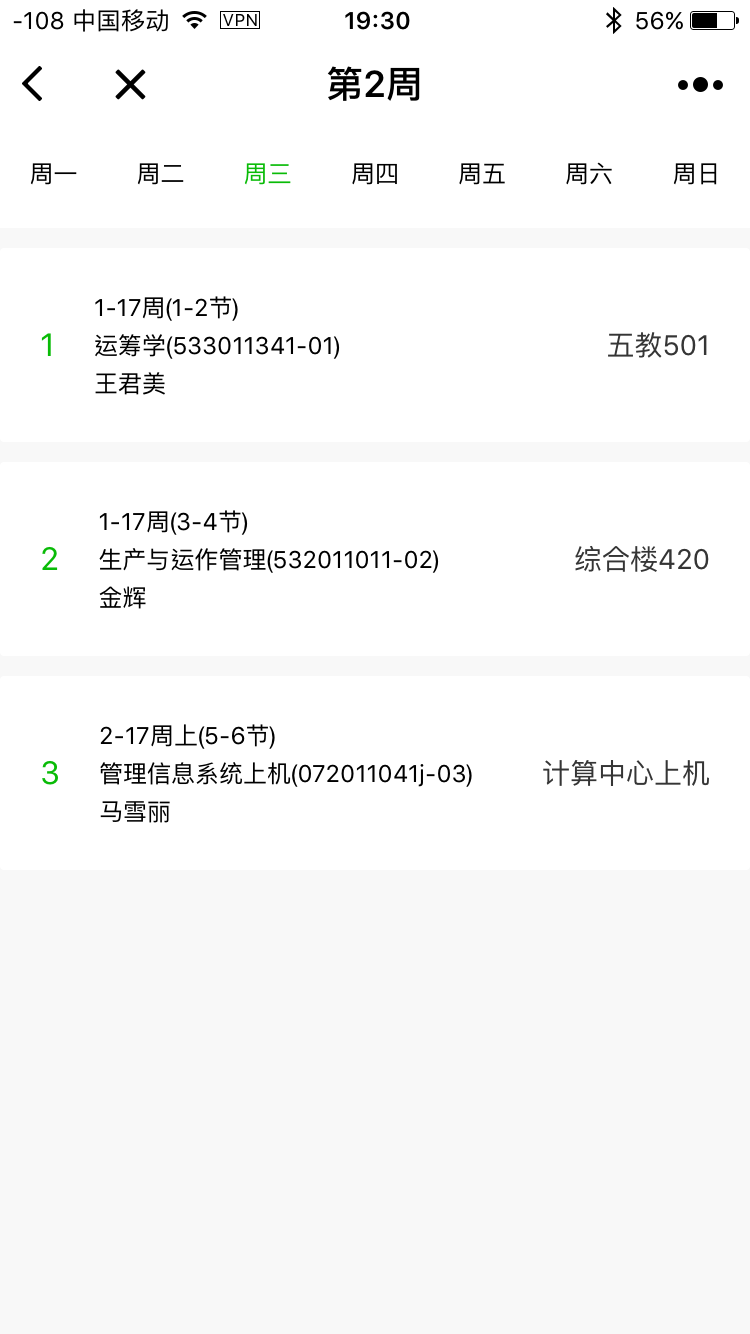 -108 中国移动 VPN 19:30 56%
第2周
周一 周二 周三 周四 周五 周六 周日
1-17周(1-2节)
1 运筹学(533011341-01) 五教501
王君美
1-17周(3-4节)
2 生产与运作管理(532011011-02) 综合楼420
金辉
2-17周上(5-6节)
3 管理信息系统上机(072011041j-03) 计算中心上机
马雪丽